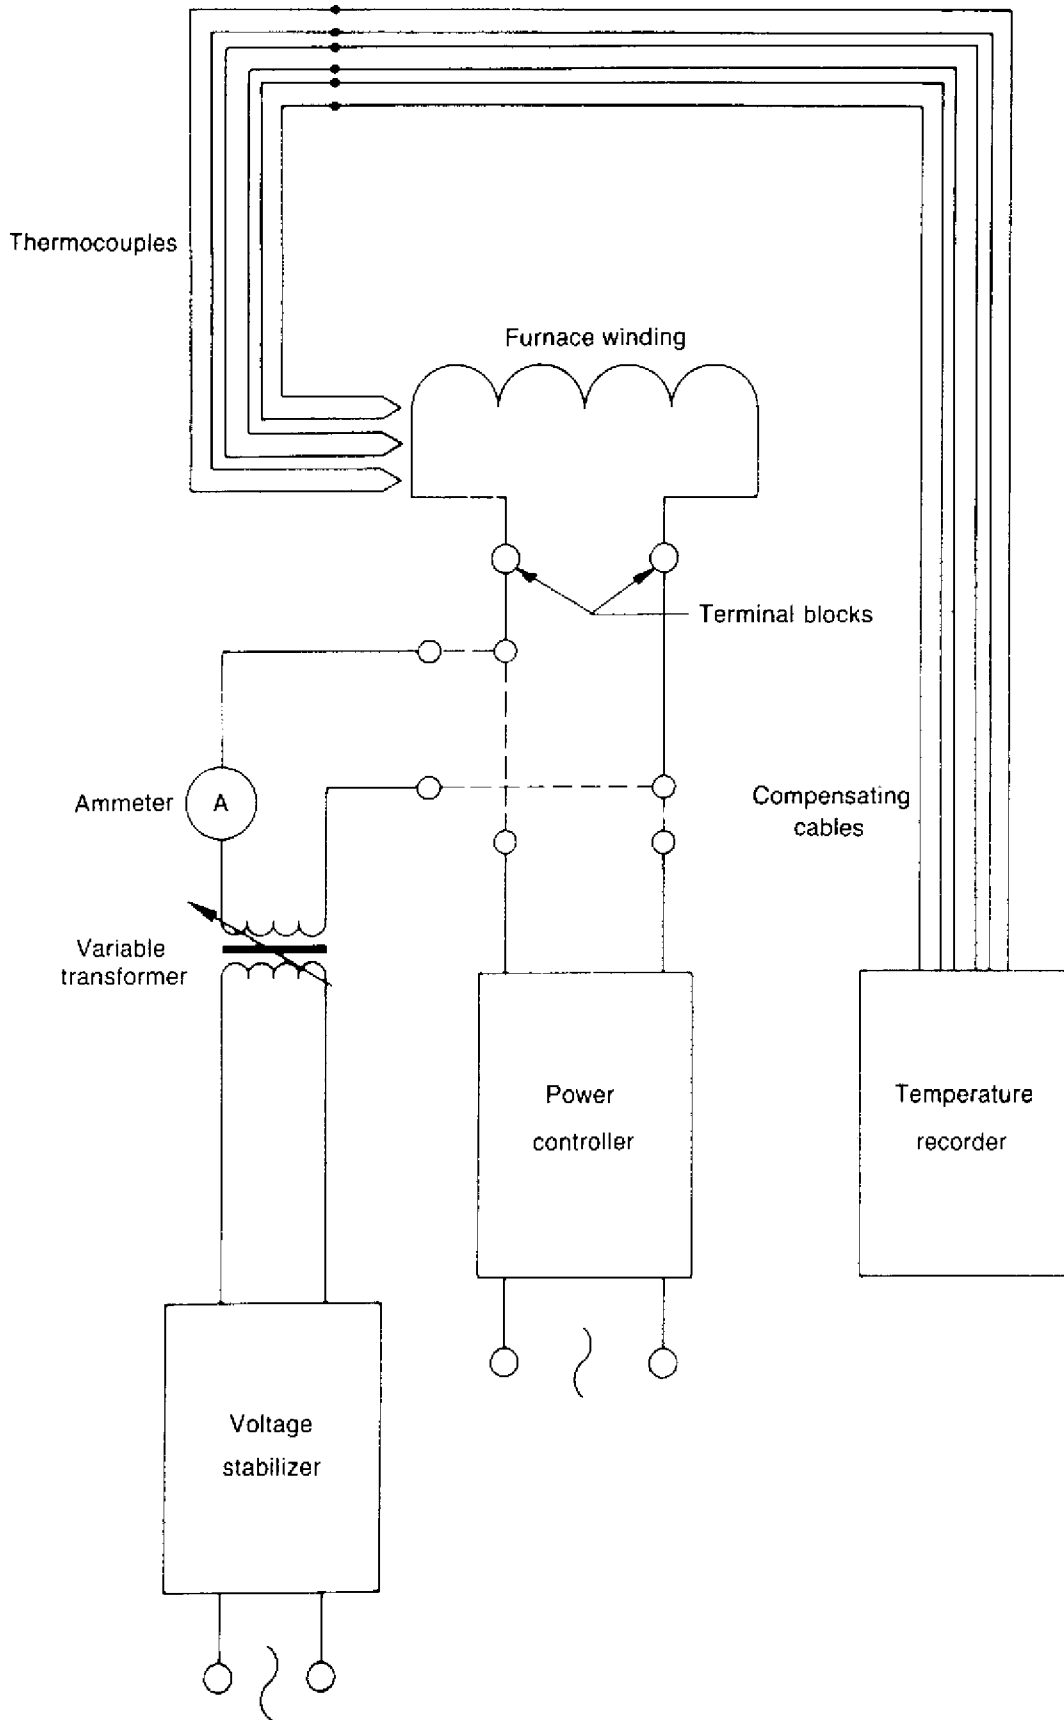 Thermocouples
Furnace winding
Terminal blocks
Ammeter
A
Compensating
cables
Variable
transformer
Power
controller
Temperature
recorder
Voltage
stabilizer